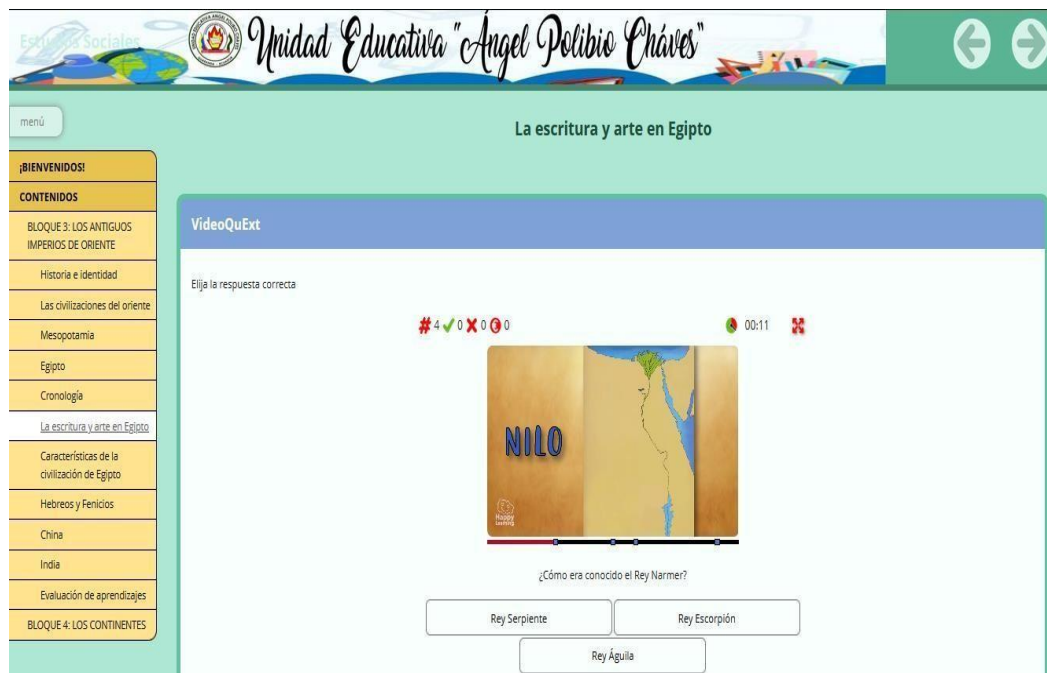 Estudios Sociales
Unidad Educativa "Ángel Polibio Cháves"
menú
La escritura y arte en Egipto
¡BIENVENIDOS!
CONTENIDOS
BLOQUE 3: LOS ANTIGUOS
IMPERIOS DE ORIENTE
Historia e identidad
Las civilizaciones del oriente
Mesopotamia
Egipto
Cronología
La escritura y arte en Egipto
Características de la
civilización de Egipto
Hebreos y Fenicios
China
India
Evaluación de aprendizajes
BLOQUE 4: LOS CONTINENTES
VideoQuExt
Elija la respuesta correcta
# 4 ✓ 0 ✗ 0 0
00:11
NILO
Happy
Learning
¿Cómo era conocido el Rey Narmer?
Rey Serpiente
Rey Escorpión
Rey Águila